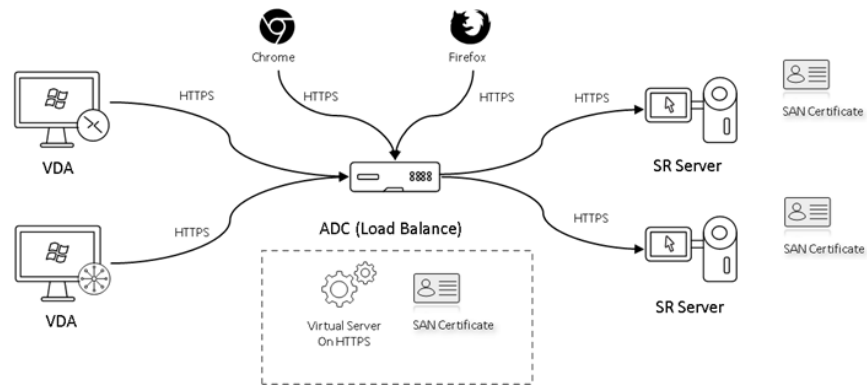 Chrome
Firefox
HTTPS
HTTPS
HTTPS
HTTPS
SAN Certificate
VDA
SR Server
ADC (Load Balance)
HTTPS
HTTPS
SAN Certificate
Virtual Server
On HTTPS
SAN Certificate
VDA
SR Server